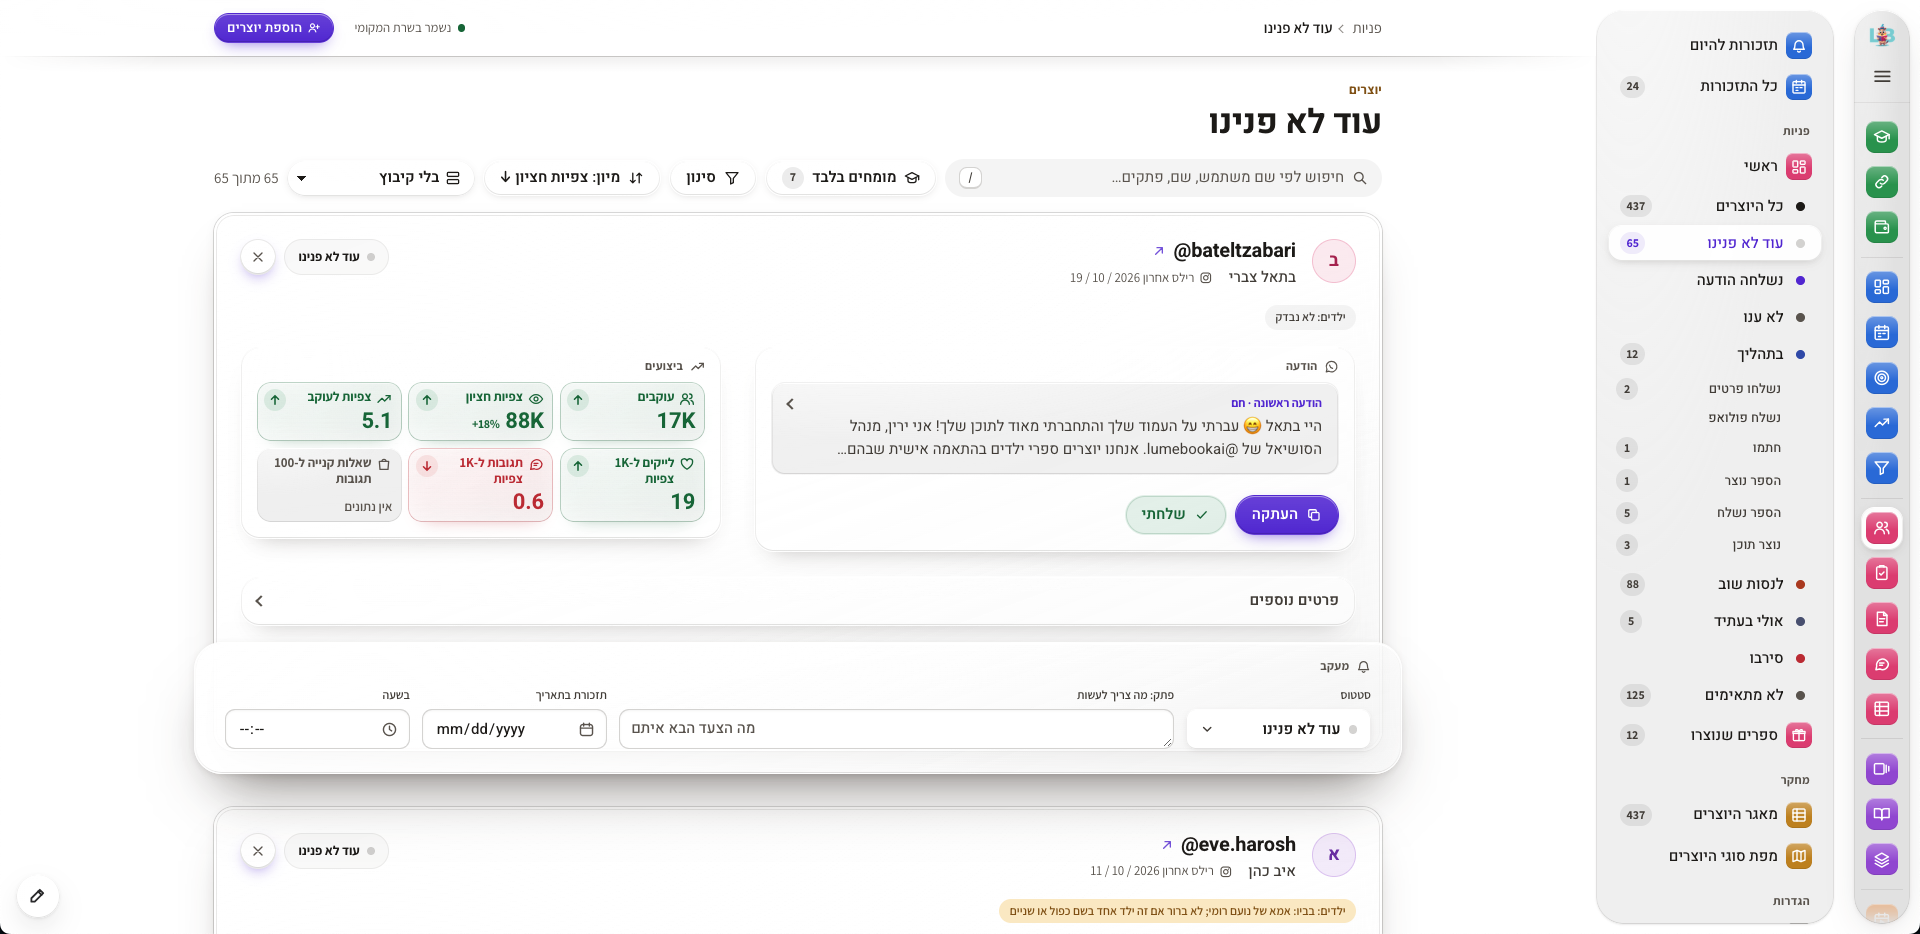 תזכורות להיום
כל התזכורות 24
פניות
ראשי
כל היוצרים 437
עוד לא פנינו 65
נשלחה הודעה
לא ענו
בתהליך 12
נשלחו פרטים 2
נשלח פולואפ
חתמו 1
הספר נוצר 1
הספר נשלח 5
נוצר תוכן 3
לנסות שוב 88
אולי בעתיד 5
סירבו
לא מתאימים 125
ספרים שנוצרו 12
מחקר
מאגר היוצרים 437
מפת סוגי היוצרים
הגדרות
פניות › עוד לא פנינו
נשמר בשרת המקומי
הוספת יוצרים
יוצרים
עוד לא פנינו
חיפוש לפי שם משתמש, שם, פתקים... /
מומחים בלבד 7
סינון
מיון: צפיות חציון ↓
בלי קיבוץ
65 מתוך 65
ב
@bateltzabari ↗
בתאל צברי
רילס אחרון 2026 / 10 / 19
עוד לא פנינו
ילדים: לא נבדק
הודעה
הודעה ראשונה · חם
היי בתאל 😁 עברתי על העמוד שלך והתחברתי מאוד לתוכן שלך! אני ירין, מנהל
הסושיאל של @lumebookai. אנחנו יוצרים ספרי ילדים בהתאמה אישית שבהם...
העתקה
שלחתי
ביצועים
עוקבים
17K
צפיות חציון
88K +18%
צפיות לעוקב
5.1
לייקים ל-1K
צפיות
19
תגובות ל-1K
צפיות
0.6
שאלות קנייה ל-100
תגובות
אין נתונים
פרטים נוספים
מעקב
סטטוס
עוד לא פנינו
פתק: מה צריך לעשות
מה הצעד הבא איתם
תזכורת בתאריך
mm/dd/yyyy
בשעה
--:--
א
@eve.harosh ↗
איב כהן
רילס אחרון 2026 / 10 / 11
עוד לא פנינו
ילדים: בביו: אמא של נועם רומי; לא ברור אם זה ילד אחד בשם כפול או שניים